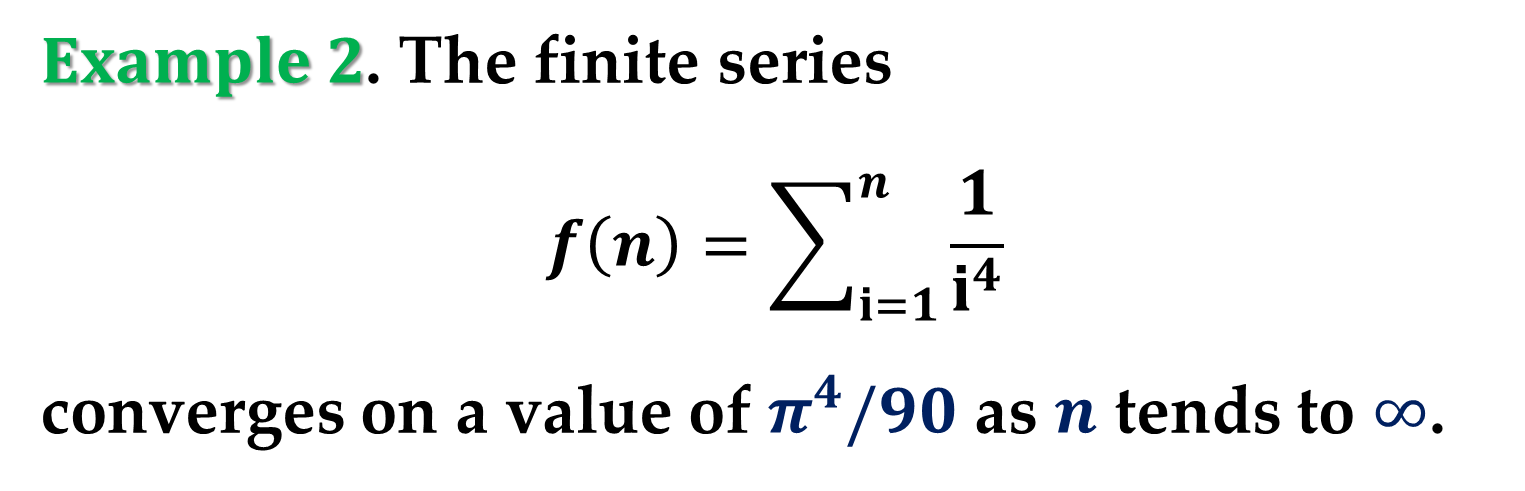 Example 2. The finite series
f(n) = ∑ⁿᵢ₌₁ 1/i⁴
converges on a value of π⁴/90 as n tends to ∞.